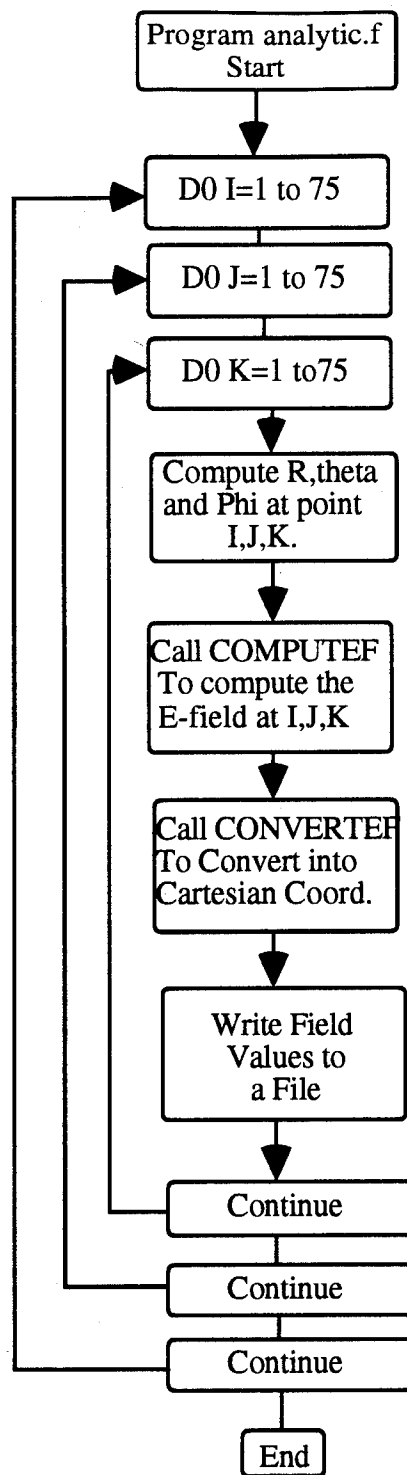 Program analytic.f
Start
D0 I=1 to 75
D0 J=1 to 75
D0 K=1 to75
Compute R,theta
and Phi at point
I,J,K.
Call COMPUTEF
To compute the
E-field at I,J,K
Call CONVERTEF
To Convert into
Cartesian Coord.
Write Field
Values to
a File
Continue
Continue
Continue
End